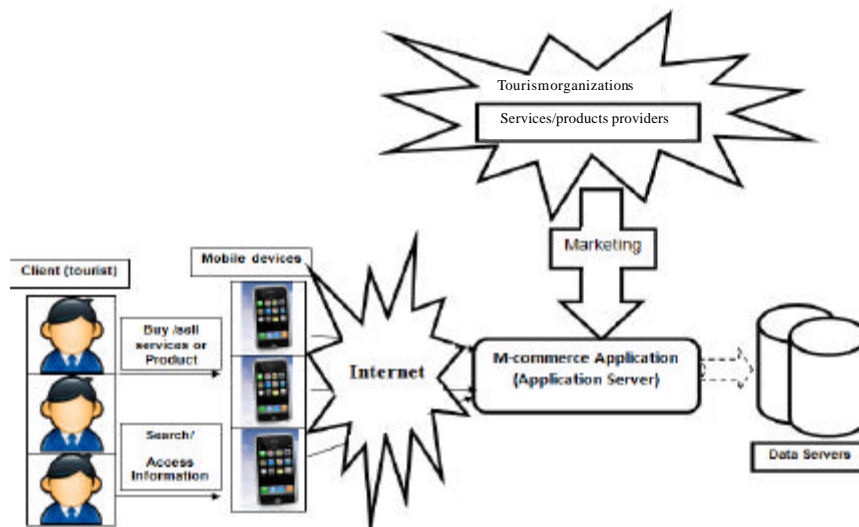 Tourismorganizations
Services/products providers
Marketing
Mobile devices
Client (tourist)
Buy /sell
services or
Product
Internet
M-commerce Application
(Application Server)
Search/
Access
Information
Data Servers